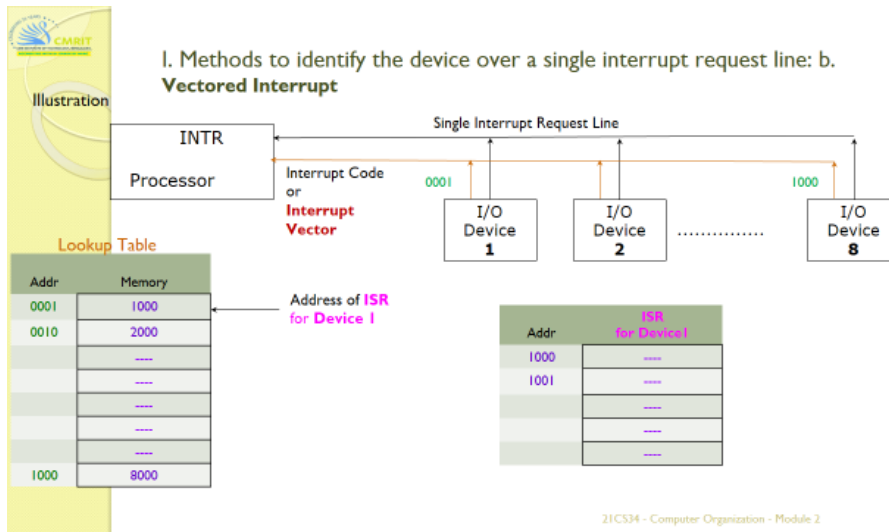 CMRIT
I. Methods to identify the device over a single interrupt request line: b.
Vectored Interrupt
Illustration
Single Interrupt Request Line
INTR
Processor
Interrupt Code
or
Interrupt
Vector
0001
1000
I/O
Device
1
I/O
Device
2
...............
I/O
Device
8
Lookup Table
Addr Memory
0001 1000
0010 2000
----
----
----
----
----
1000 8000
Address of ISR
for Device 1
Addr ISR
for Device1
1000 ----
1001 ----
----
----
----
21CS34 - Computer Organization - Module 2